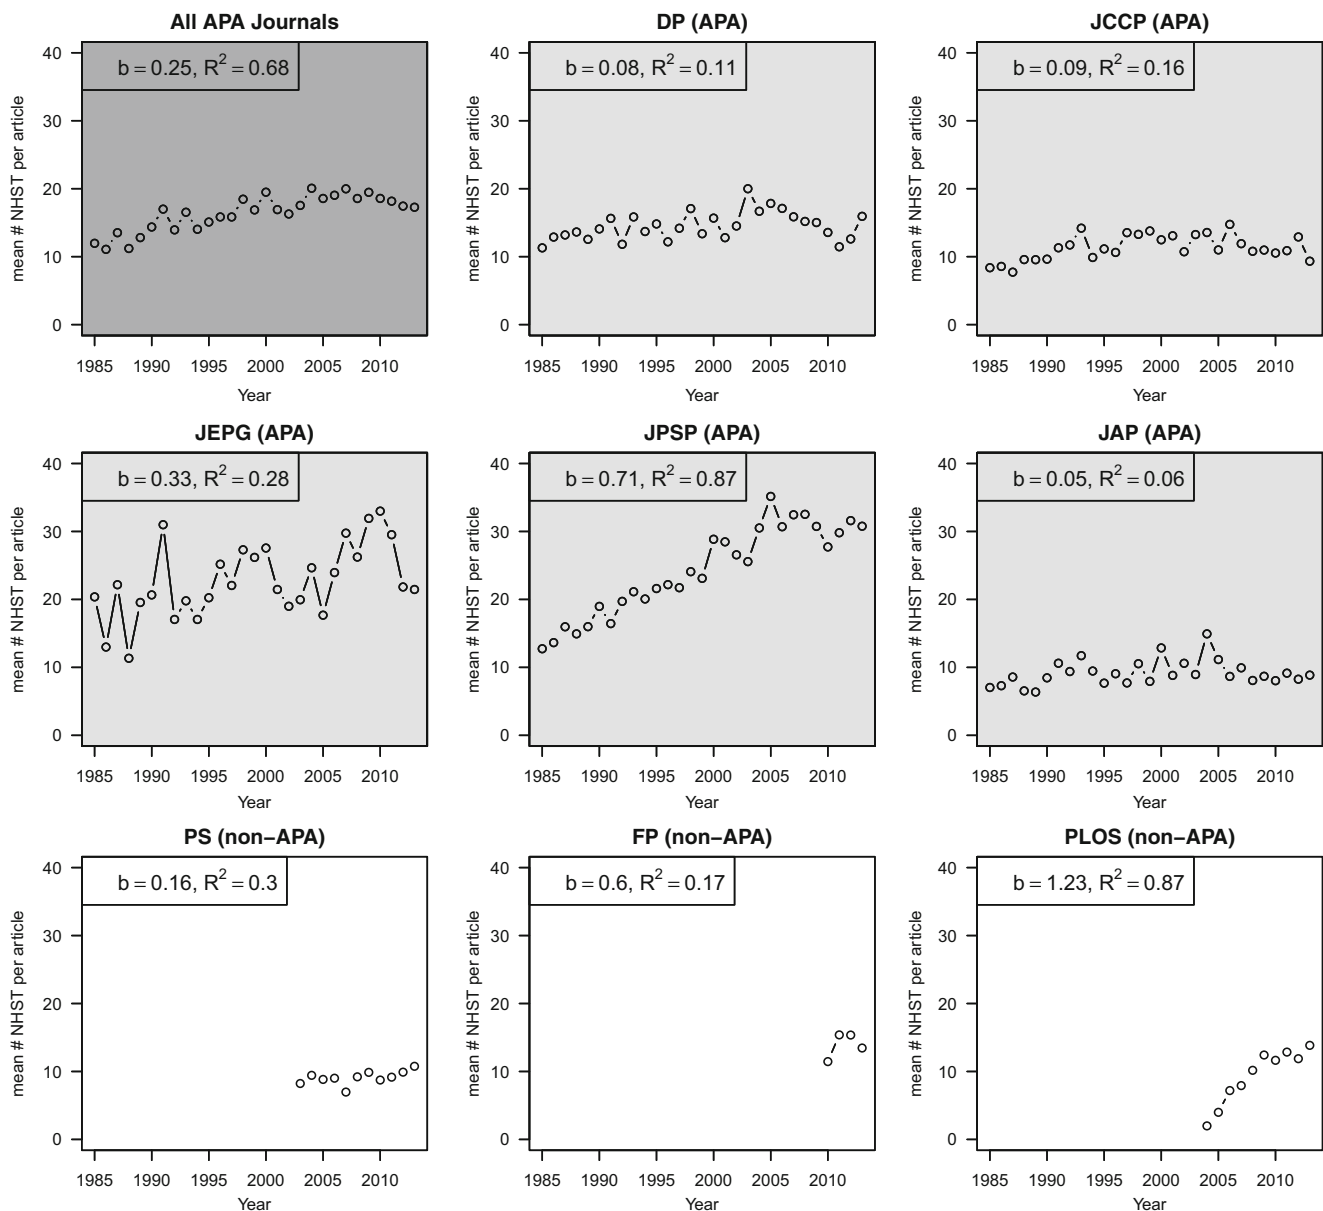 All APA Journals
b = 0.25, R² = 0.68
mean # NHST per article
40
30
20
10
0
1985 1990 1995 2000 2005 2010
Year
DP (APA)
b = 0.08, R² = 0.11
mean # NHST per article
40
30
20
10
0
1985 1990 1995 2000 2005 2010
Year
JCCP (APA)
b = 0.09, R² = 0.16
mean # NHST per article
40
30
20
10
0
1985 1990 1995 2000 2005 2010
Year
JEPG (APA)
b = 0.33, R² = 0.28
mean # NHST per article
40
30
20
10
0
1985 1990 1995 2000 2005 2010
Year
JPSP (APA)
b = 0.71, R² = 0.87
mean # NHST per article
40
30
20
10
0
1985 1990 1995 2000 2005 2010
Year
JAP (APA)
b = 0.05, R² = 0.06
mean # NHST per article
40
30
20
10
0
1985 1990 1995 2000 2005 2010
Year
PS (non−APA)
b = 0.16, R² = 0.3
mean # NHST per article
40
30
20
10
0
1985 1990 1995 2000 2005 2010
Year
FP (non−APA)
b = 0.6, R² = 0.17
mean # NHST per article
40
30
20
10
0
1985 1990 1995 2000 2005 2010
Year
PLOS (non−APA)
b = 1.23, R² = 0.87
mean # NHST per article
40
30
20
10
0
1985 1990 1995 2000 2005 2010
Year